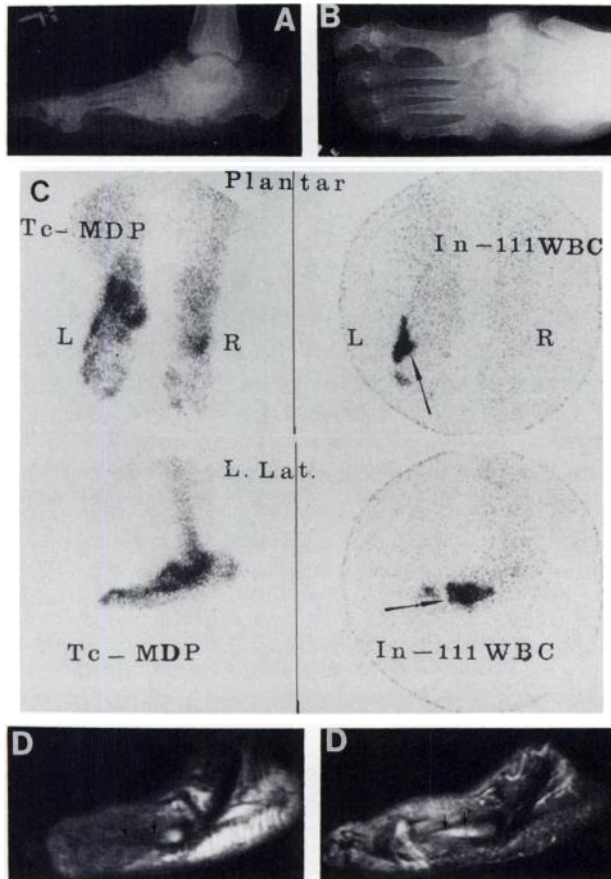 A
B
C
Plantar
Tc-MDP
In-111WBC
L
R
L
R
L. Lat.
Tc-MDP
In-111WBC
D
D